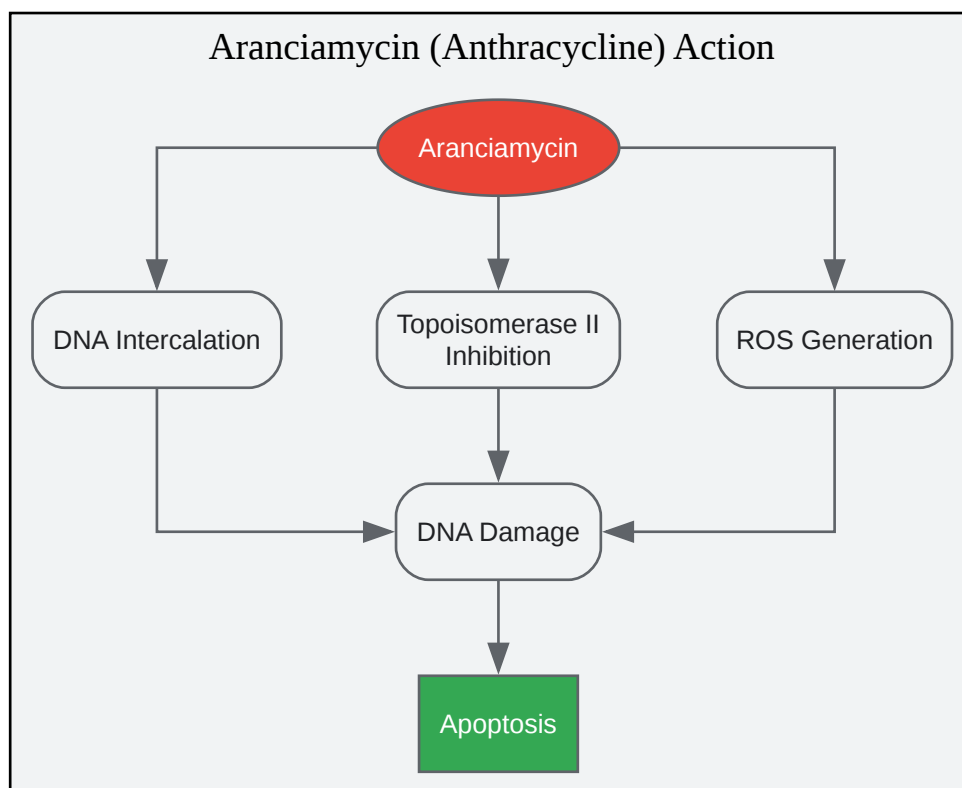 Aranciamycin (Anthracycline) Action
Aranciamycin
DNA Intercalation
Topoisomerase II
Inhibition
ROS Generation
DNA Damage
Apoptosis